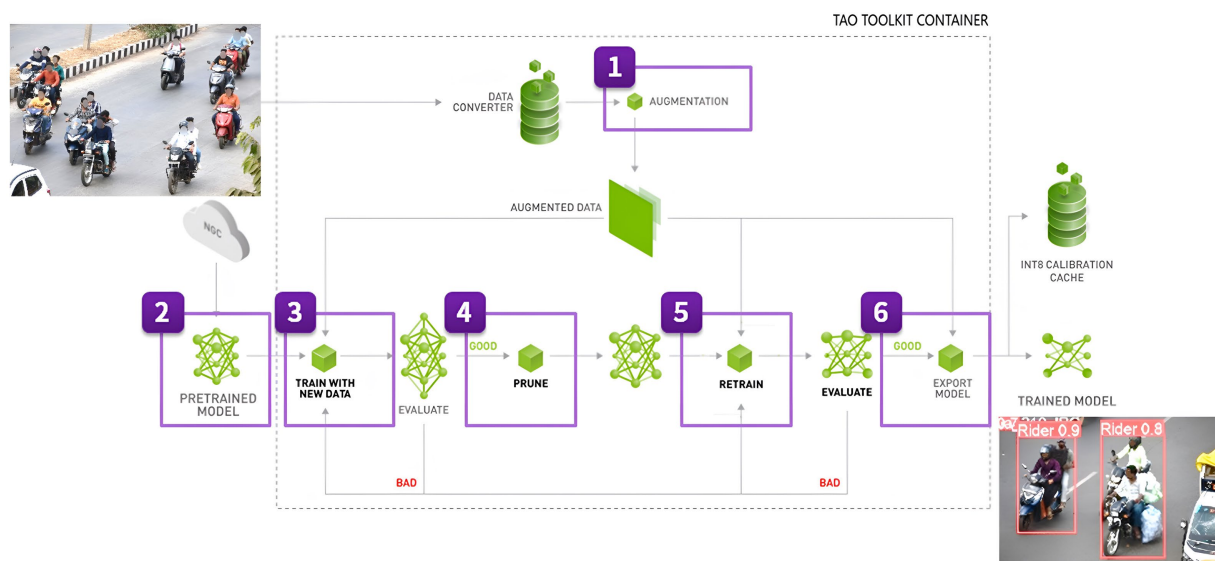 TAO TOOLKIT CONTAINER
1
DATA
CONVERTER
AUGMENTATION
AUGMENTED DATA
NGC
INT8 CALIBRATION
CACHE
2
PRETRAINED
MODEL
3
TRAIN WITH
NEW DATA
EVALUATE
4
GOOD
PRUNE
5
RETRAIN
EVALUATE
6
GOOD
EXPORT
MODEL
TRAINED MODEL
BAD
BAD
Rider 0.9
Rider 0.8